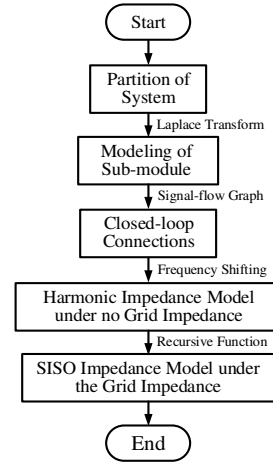 Start
Partition of
System
Laplace Transform
Modeling of
Sub-module
Signal-flow Graph
Closed-loop
Connections
Frequency Shifting
Harmonic Impedance Model
under no Grid Impedance
Recursive Function
SISO Impedance Model under
the Grid Impedance
End